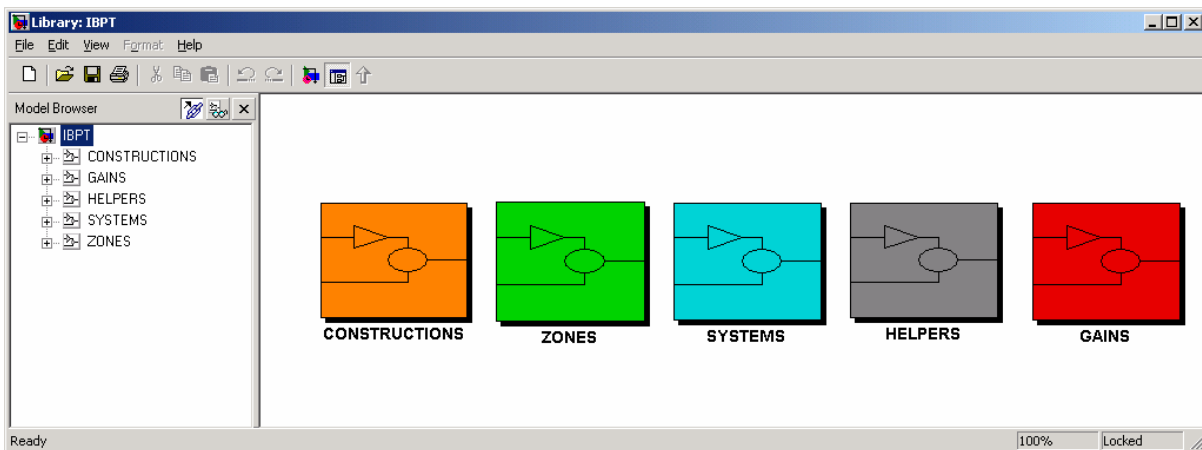 Library: IBPT
File Edit View Format Help
Model Browser
IBPT
CONSTRUCTIONS
GAINS
HELPERS
SYSTEMS
ZONES
CONSTRUCTIONS ZONES SYSTEMS HELPERS GAINS
Ready 100% Locked